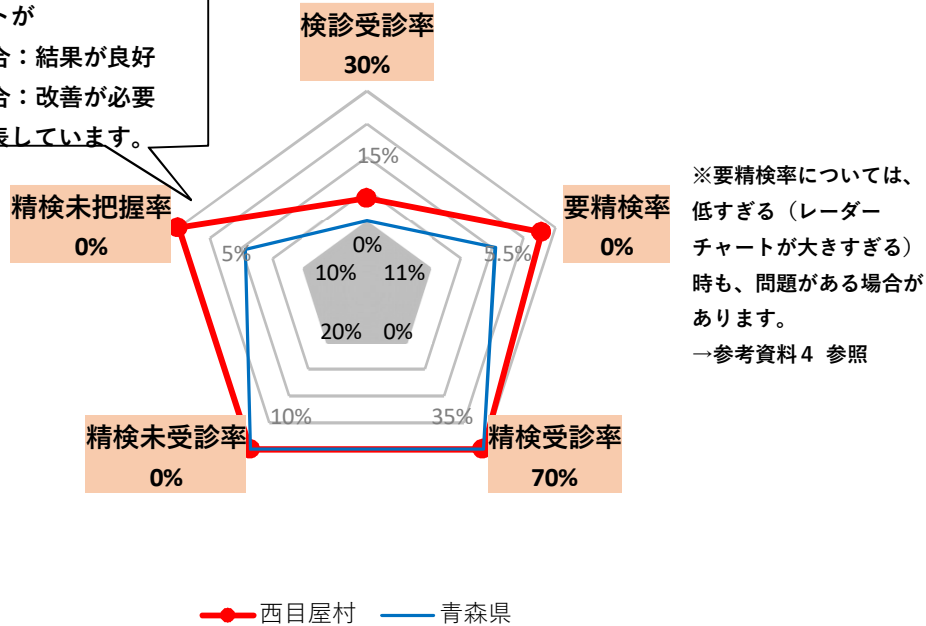 トが
合：結果が良好
合：改善が必要
表しています。
検診受診率
30%
15%
精検未把握率
0%
要精検率
0%
※要精検率については、
低すぎる（レーダー
チャートが大きすぎる）
時も、問題がある場合が
あります。
→参考資料４ 参照
5%
5.5%
0%
10%
11%
20%
0%
10%
35%
精検未受診率
0%
精検受診率
70%
西目屋村
青森県